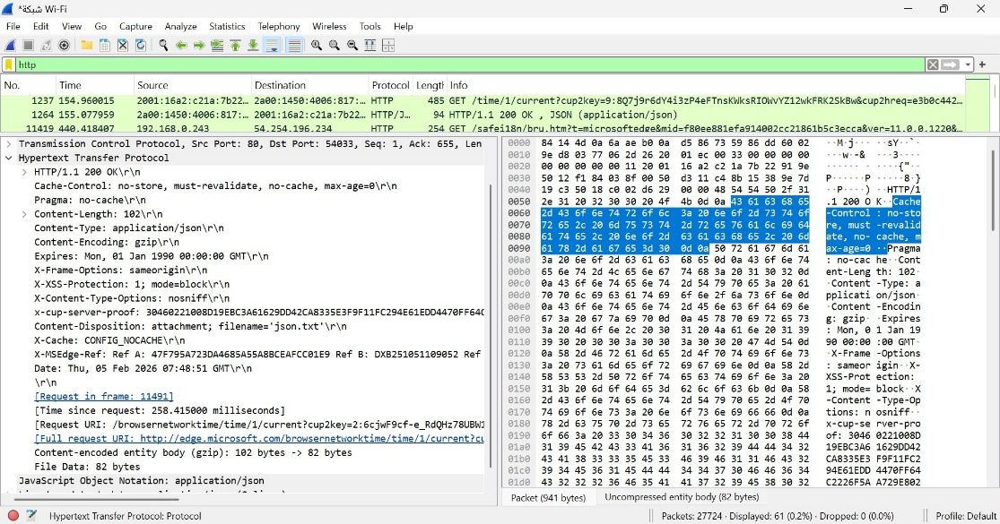 *شبكة Wi-Fi
File Edit View Go Capture Analyze Statistics Telephony Wireless Tools Help
http
No. Time Source Destination Protocol Length Info
1237 154.960015 2001:16a2:c21a:7b22… 2a00:1450:4006:817:… HTTP 485 GET /time/1/current?cup2key=9:8Q7j9r6dY4i3zP4eFTnsKWksRIOWvYZ12wkFRK2SkBw&cup2hreq=e3b0c442…
1264 155.077959 2a00:1450:4006:817:… 2001:16a2:c21a:7b22… HTTP/J… 94 HTTP/1.1 200 OK , JSON (application/json)
11419 440.418407 192.168.0.243 54.254.196.234 HTTP 254 GET /safei18n/bru.htm?t=microsoftedge&mid=f80ee881efa914002cc21861b5c3ecca&ver=11.0.0.1220&…
Transmission Control Protocol, Src Port: 80, Dst Port: 54033, Seq: 1, Ack: 655, Len
Hypertext Transfer Protocol
HTTP/1.1 200 OK\r\n
Cache-Control: no-store, must-revalidate, no-cache, max-age=0\r\n
Pragma: no-cache\r\n
Content-Length: 102\r\n
Content-Type: application/json\r\n
Content-Encoding: gzip\r\n
Expires: Mon, 01 Jan 1990 00:00:00 GMT\r\n
X-Frame-Options: sameorigin\r\n
X-XSS-Protection: 1; mode=block\r\n
X-Content-Type-Options: nosniff\r\n
x-cup-server-proof: 30460221008D19EBC3A61629DD42CA8335E3F9F11FC294E61EDD4470FF64
Content-Disposition: attachment; filename='json.txt'\r\n
X-Cache: CONFIG_NOCACHE\r\n
X-MSEdge-Ref: Ref A: 47F795A723DA4685A55A8BCEAFCC01E9 Ref B: DXB251051109052 Ref
Date: Thu, 05 Feb 2026 07:48:51 GMT\r\n
\r\n
[Request in frame: 11491]
[Time since request: 258.415000 milliseconds]
[Request URI: /browsernetworktime/time/1/current?cup2key=2:6cjwF9cf-e_RdQHz78UBW
[Full request URI: http://edge.microsoft.com/browsernetworktime/time/1/current?cu
Content-encoded entity body (gzip): 102 bytes -> 82 bytes
File Data: 82 bytes
JavaScript Object Notation: application/json
0000 84 14 4d 0a 6a ae b0 0a d5 86 73 59 86 dd 60 02 ··M·j··· ··sY··`·
0010 9e d8 03 77 06 2d 26 20 01 ec 00 33 00 00 00 00 ···w·-& ···3····
0020 00 00 00 00 00 11 20 01 16 a2 c2 1a 7b 22 91 9e ······ · ····{"··
0030 50 12 f1 84 03 8f 00 50 d3 11 c4 8b 15 38 9e 7d P······P ·····8·}
0040 19 c3 50 18 c0 02 d6 29 00 00 48 54 54 50 2f 31 ··P····) ··HTTP/1
0050 2e 31 20 32 30 30 20 4f 4b 0d 0a 43 61 63 68 65 .1 200 O K··Cache
0060 2d 43 6f 6e 74 72 6f 6c 3a 20 6e 6f 2d 73 74 6f -Control : no-sto
0070 72 65 2c 20 6d 75 73 74 2d 72 65 76 61 6c 69 64 re, must -revalid
0080 61 74 65 2c 20 6e 6f 2d 63 61 63 68 65 2c 20 6d ate, no- cache, m
0090 61 78 2d 61 67 65 3d 30 0d 0a 50 72 61 67 6d 61 ax-age=0 ··Pragma
00a0 3a 20 6e 6f 2d 63 61 63 68 65 0d 0a 43 6f 6e 74 : no-cac he··Cont
00b0 65 6e 74 2d 4c 65 6e 67 74 68 3a 20 31 30 32 0d ent-Leng th: 102·
00c0 0a 43 6f 6e 74 65 6e 74 2d 54 79 70 65 3a 20 61 ·Content -Type: a
00d0 70 70 6c 69 63 61 74 69 6f 6e 2f 6a 73 6f 6e 0d pplicati on/json·
00e0 0a 43 6f 6e 74 65 6e 74 2d 45 6e 63 6f 64 69 6e ·Content -Encodin
00f0 67 3a 20 67 7a 69 70 0d 0a 45 78 70 69 72 65 73 g: gzip· ·Expires
0100 3a 20 4d 6f 6e 2c 20 30 31 20 4a 61 6e 20 31 39 : Mon, 0 1 Jan 19
0110 39 30 20 30 30 3a 30 30 3a 30 30 20 47 4d 54 0d 90 00:00 :00 GMT·
0120 0a 58 2d 46 72 61 6d 65 2d 4f 70 74 69 6f 6e 73 ·X-Frame -Options
0130 3a 20 73 61 6d 65 6f 72 69 67 69 6e 0d 0a 58 2d : sameor igin··X-
0140 58 53 53 2d 50 72 6f 74 65 63 74 69 6f 6e 3a 20 XSS-Prot ection:
0150 31 3b 20 6d 6f 64 65 3d 62 6c 6f 63 6b 0d 0a 58 1; mode= block··X
0160 2d 43 6f 6e 74 65 6e 74 2d 54 79 70 65 2d 4f 70 -Content -Type-Op
0170 74 69 6f 6e 73 3a 20 6e 6f 73 6e 69 66 66 0d 0a tions: n osniff··
0180 78 2d 63 75 70 2d 73 65 72 76 65 72 2d 70 72 6f x-cup-se rver-pro
0190 6f 66 3a 20 33 30 34 36 30 32 32 31 30 30 38 44 of: 3046 0221008D
01a0 31 39 45 42 43 33 41 36 31 36 32 39 44 44 34 32 19EBC3A6 1629DD42
01b0 43 41 38 33 33 35 45 33 46 39 46 31 31 46 43 32 CA8335E3 F9F11FC2
01c0 39 34 45 36 31 45 44 44 34 34 37 30 46 46 36 34 94E61EDD 4470FF64
01d0 43 32 32 32 36 46 35 41 41 37 32 39 45 38 30 32 C2226F5A A729E802
Packet (941 bytes) Uncompressed entity body (82 bytes)
Hypertext Transfer Protocol: Protocol Packets: 27724 · Displayed: 61 (0.2%) · Dropped: 0 (0.0%) Profile: Default